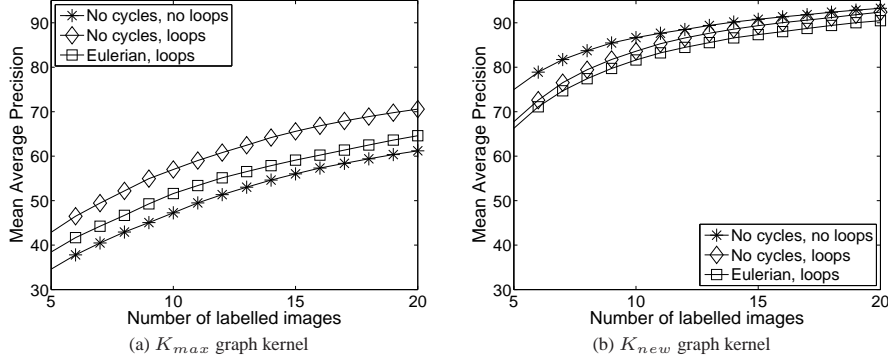 No cycles, no loops
No cycles, loops
Eulerian, loops
Mean Average Precision
90
80
70
60
50
40
30
5
10
15
20
Number of labelled images
(a) K_max graph kernel
Mean Average Precision
90
80
70
60
50
40
30
No cycles, no loops
No cycles, loops
Eulerian, loops
5
10
15
20
Number of labelled images
(b) K_new graph kernel